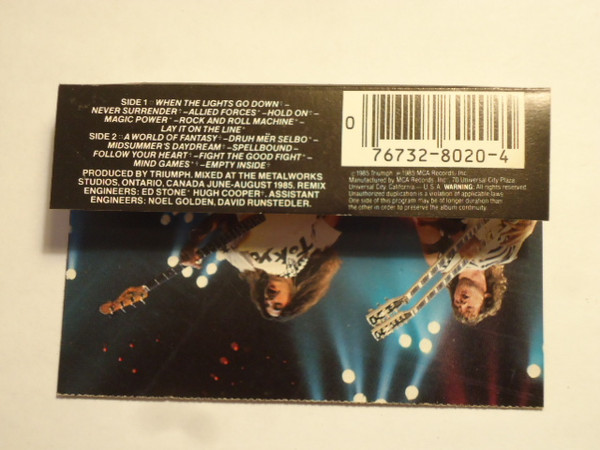 SIDE 1 ○ WHEN THE LIGHTS GO DOWN† –
NEVER SURRENDER† –ALLIED FORCES* –HOLD ON† –
MAGIC POWER* –ROCK AND ROLL MACHINE* –
LAY IT ON THE LINE*
SIDE 2 ○ A WORLD OF FANTASY† –DRUH MËR SELBO* –
MIDSUMMER'S DAYDREAM† –SPELLBOUND–
FOLLOW YOUR HEART† –FIGHT THE GOOD FIGHT* –
MIND GAMES –EMPTY INSIDE†
PRODUCED BY TRIUMPH. MIXED AT THE METALWORKS
STUDIOS, ONTARIO, CANADA JUNE-AUGUST 1985. REMIX
ENGINEERS: ED STONE* HUGH COOPER†. ASSISTANT
ENGINEERS: NOEL GOLDEN, DAVID RUNSTEDLER.
0
76732-8020-4
©1985 Triumph ℗1985 MCA Records, Inc.
Manufactured by MCA Records, Inc. 70 Universal City Plaza
Universal City, California — U.S.A. WARNING: All rights reserved.
Unauthorized duplication is a violation of applicable laws.
One side of this program may be of longer duration than
the other in order to preserve the album continuity.